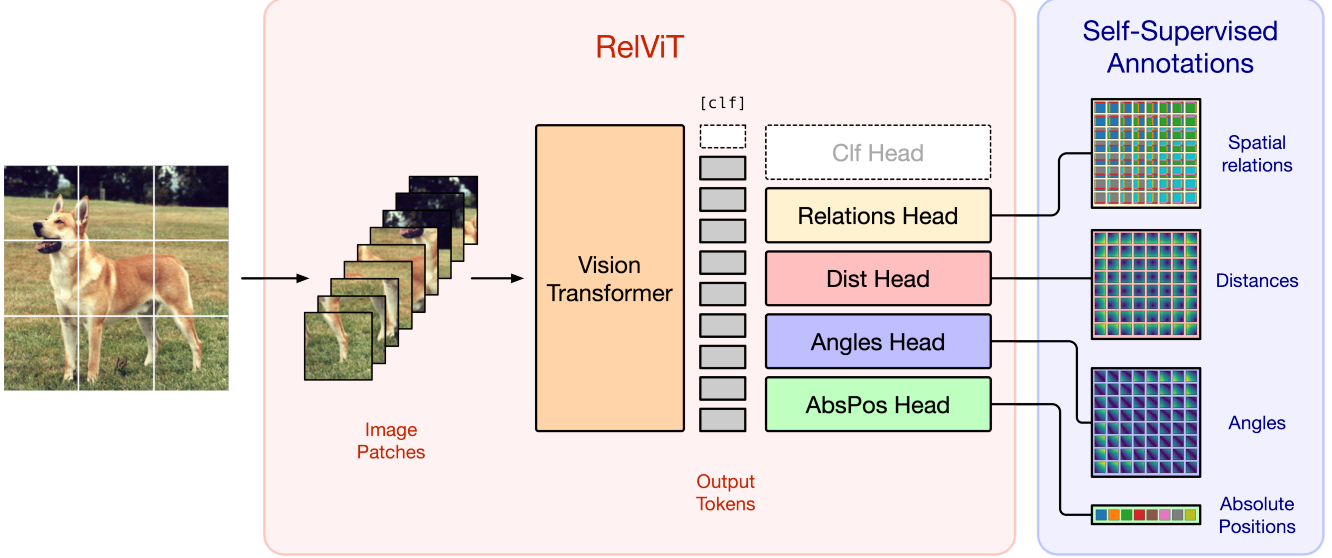 RelViT
Self-Supervised
Annotations
[clf]
Clf Head
Relations Head
Dist Head
Angles Head
AbsPos Head
Vision
Transformer
Image
Patches
Output
Tokens
Spatial
relations
Distances
Angles
Absolute
Positions